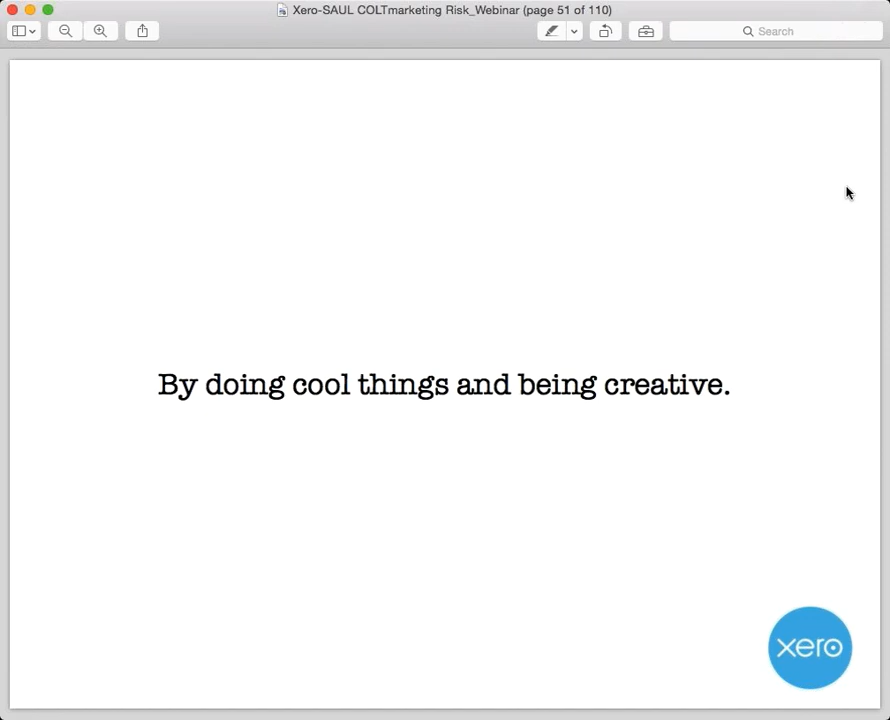 Xero-SAUL COLTmarketing Risk_Webinar (page 51 of 110)
Search
By doing cool things and being creative.
xero